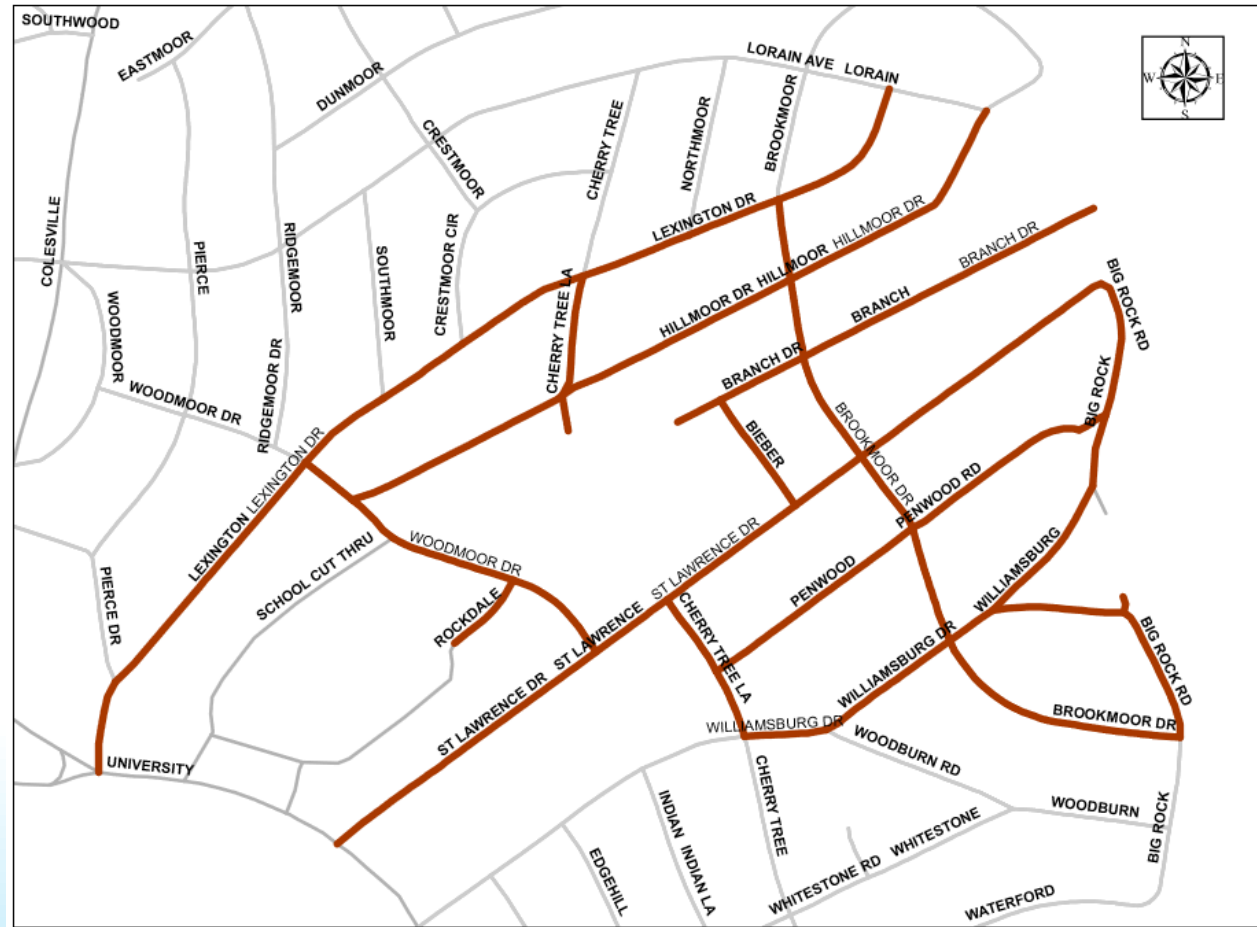 SOUTHWOOD
EASTMOOR
DUNMOOR
LORAIN AVE
LORAIN
N
W
E
S
CRESTMOOR
CHERRY TREE
NORTHMOOR
BROOKMOOR
COLESVILLE
PIERCE
RIDGEMOOR
SOUTHMOOR
CRESTMOOR CIR
LEXINGTON DR
HILLMOOR DR
HILLMOOR
HILLMOOR DR
BRANCH DR
BRANCH
BRANCH DR
BIG ROCK RD
BIG ROCK
WOODMOOR
WOODMOOR DR
RIDGEMOOR DR
CHERRY TREE LA
LEXINGTON DR
LEXINGTON
BIEBER
BROOKMOOR DR
PENWOOD RD
PENWOOD
SCHOOL CUT THRU
WOODMOOR DR
ROCKDALE
ST LAWRENCE DR
ST LAWRENCE
ST LAWRENCE DR
CHERRY TREE LA
WILLIAMSBURG
WILLIAMSBURG DR
WILLIAMSBURG DR
BIG ROCK RD
BROOKMOOR DR
PIERCE DR
UNIVERSITY
WOODBURN RD
WOODBURN
CHERRY TREE
INDIAN
INDIAN LA
EDGEHILL
WHITESTONE RD
WHITESTONE
BIG ROCK
WATERFORD